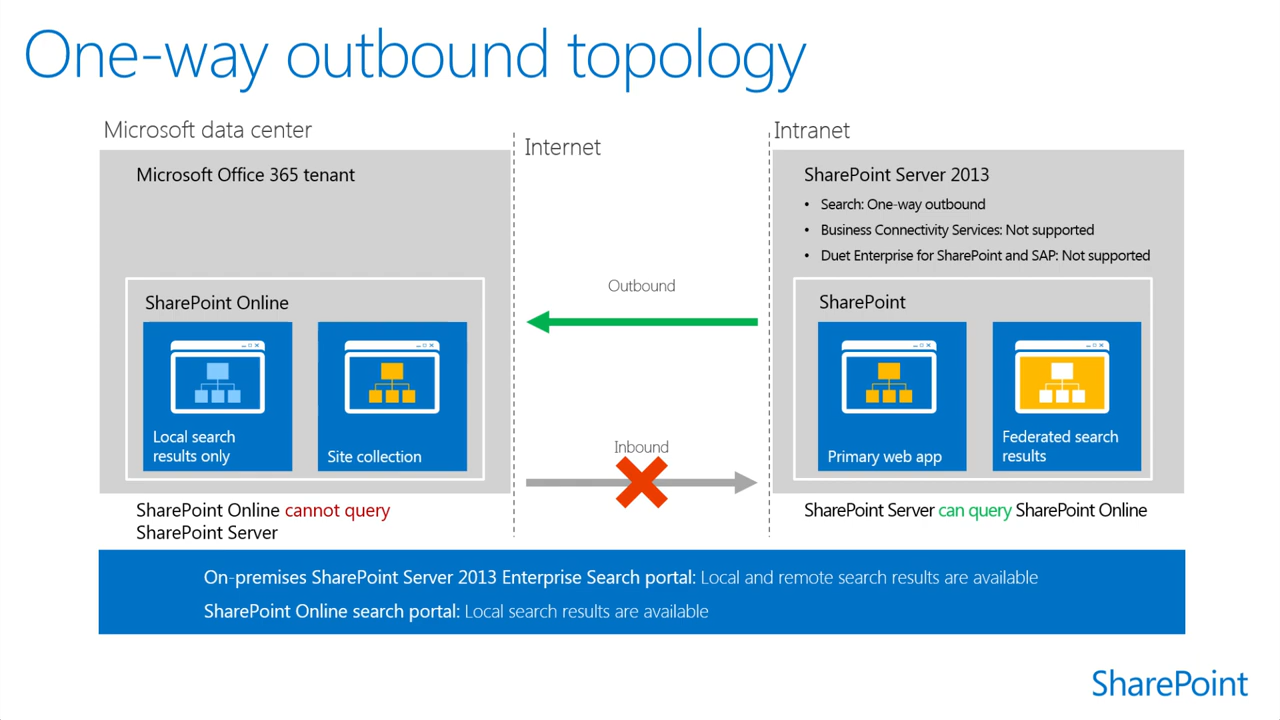 One-way outbound topology
Microsoft data center
Internet
Intranet
Microsoft Office 365 tenant
SharePoint Online
Local search
results only
Site collection
SharePoint Online cannot query
SharePoint Server
Outbound
Inbound
SharePoint Server 2013
• Search: One-way outbound
• Business Connectivity Services: Not supported
• Duet Enterprise for SharePoint and SAP: Not supported
SharePoint
Primary web app
Federated search
results
SharePoint Server can query SharePoint Online
On-premises SharePoint Server 2013 Enterprise Search portal: Local and remote search results are available
SharePoint Online search portal: Local search results are available
SharePoint